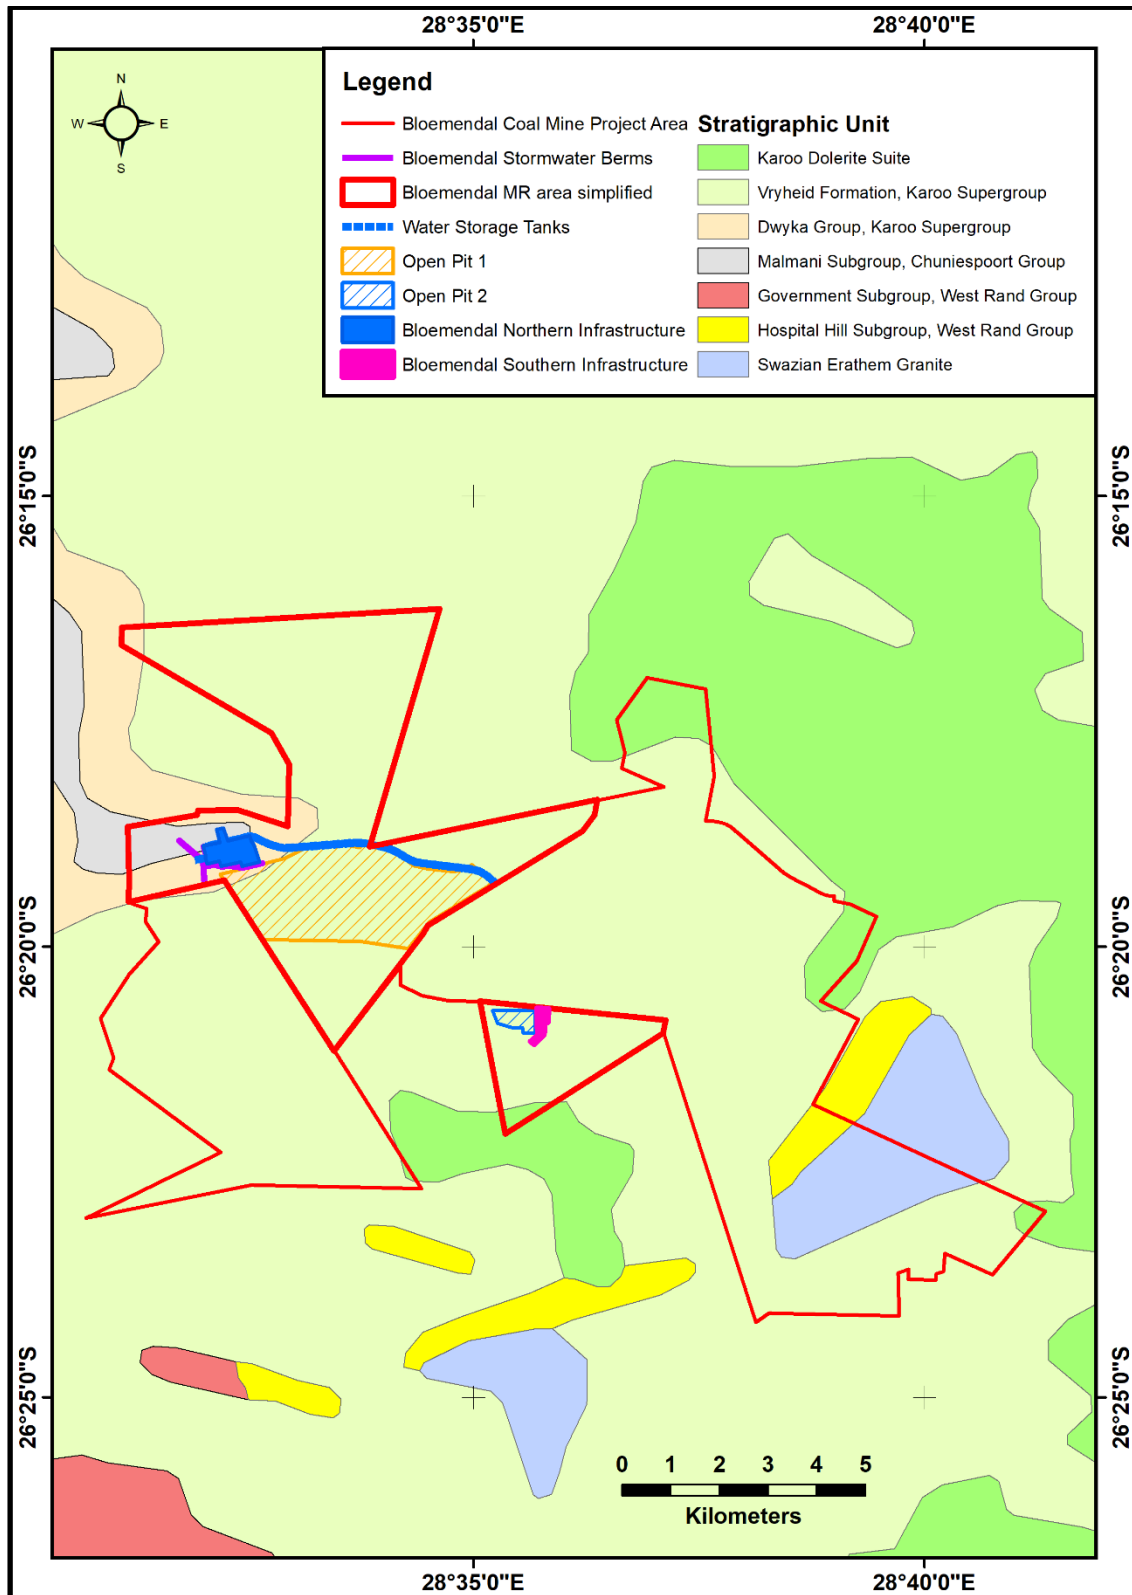 28°35'0"E 28°40'0"E
N
W E
S
Legend
Bloemendal Coal Mine Project Area
Bloemendal Stormwater Berms
Bloemendal MR area simplified
Water Storage Tanks
Open Pit 1
Open Pit 2
Bloemendal Northern Infrastructure
Bloemendal Southern Infrastructure
Stratigraphic Unit
Karoo Dolerite Suite
Vryheid Formation, Karoo Supergroup
Dwyka Group, Karoo Supergroup
Malmani Subgroup, Chuniespoort Group
Government Subgroup, West Rand Group
Hospital Hill Subgroup, West Rand Group
Swazian Erathem Granite
26°15'0"S 26°15'0"S
26°20'0"S 26°20'0"S
26°25'0"S 26°25'0"S
0 1 2 3 4 5
Kilometers
28°35'0"E 28°40'0"E